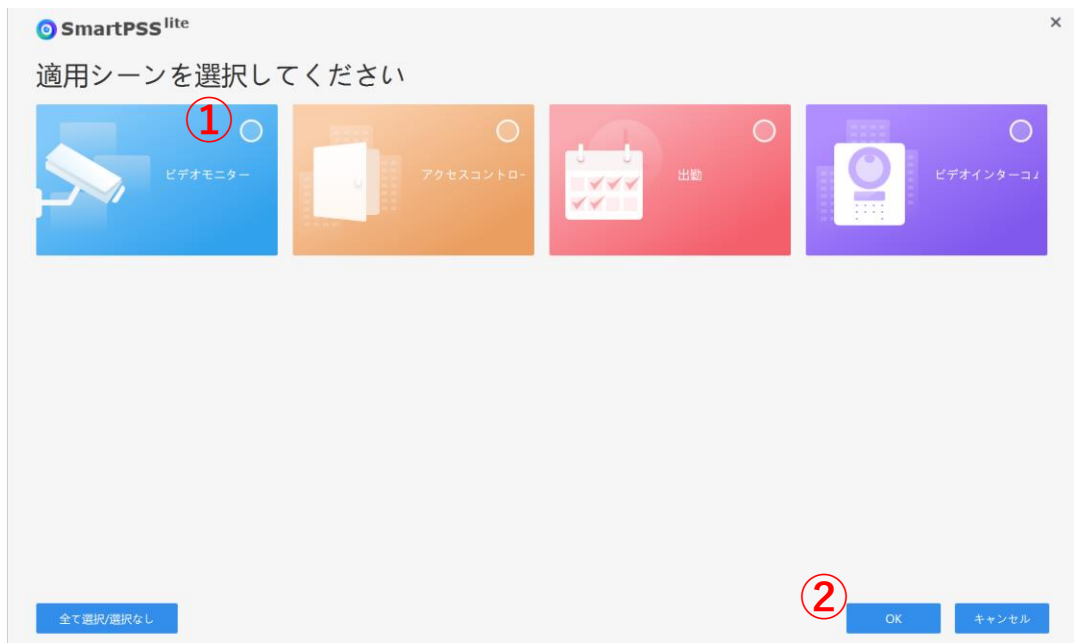 SmartPSS lite
×
適用シーンを選択してください
①
ビデオモニター
アクセスコントロー
出勤
ビデオインターコム
全て選択/選択なし
②
OK
キャンセル